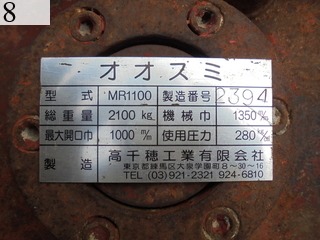 8
オオスミ
型式 MR1100 製造番号 2394
総重量 2100 kg 機械巾 1350 m/m
最大開口巾 1000 m/m 使用圧力 280
製造 高千穂工業有限会社
東京都練馬区大泉学園町8-30-16
TEL (03) 921-2321 924-6810